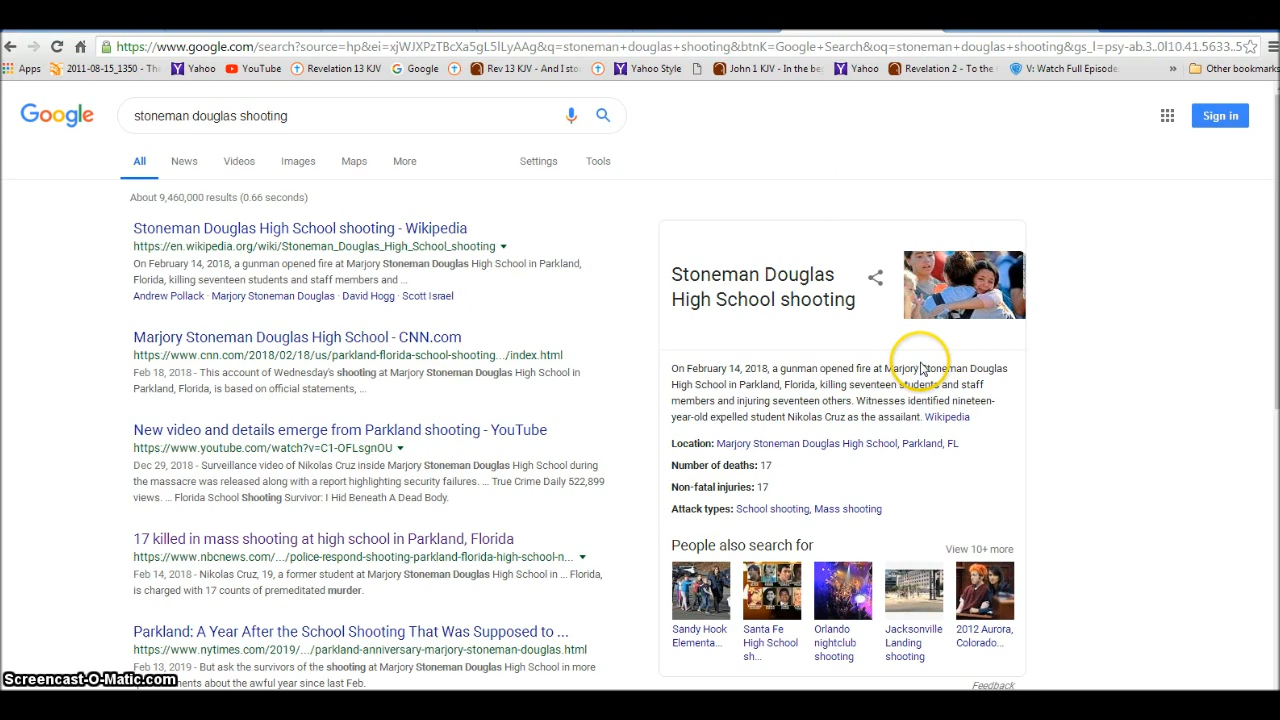 https://www.google.com/search?source=hp&ei=xjWJXPzTBcXa5gL5lLyAAg&q=stoneman+douglas+shooting&btnK=Google+Search&oq=stoneman+douglas+shooting&gs_l=psy-ab.3.0l10.41.5633..5
Apps 2011-08-15_1350 - Th Yahoo YouTube Revelation 13 KJV Google Rev 13 KJV - And I sto Yahoo Style John 1 KJV - In the be Yahoo Revelation 2 - To the V: Watch Full Episode » Other bookmarks
Google
stoneman douglas shooting
Sign in
All News Videos Images Maps More Settings Tools
About 9,460,000 results (0.66 seconds)
Stoneman Douglas High School shooting - Wikipedia
https://en.wikipedia.org/wiki/Stoneman_Douglas_High_School_shooting
On February 14, 2018, a gunman opened fire at Marjory Stoneman Douglas High School in Parkland,
Florida, killing seventeen students and staff members and ...
Andrew Pollack · Marjory Stoneman Douglas · David Hogg · Scott Israel
Marjory Stoneman Douglas High School - CNN.com
https://www.cnn.com/2018/02/18/us/parkland-florida-school-shooting.../index.html
Feb 18, 2018 - This account of Wednesday's shooting at Marjory Stoneman Douglas High School in
Parkland, Florida, is based on official statements, ...
New video and details emerge from Parkland shooting - YouTube
https://www.youtube.com/watch?v=C1-OFLsgnOU
Dec 29, 2018 - Surveillance video of Nikolas Cruz inside Marjory Stoneman Douglas High School during
the massacre was released along with a report highlighting security failures. ... True Crime Daily 522,899
views. ... Florida School Shooting Survivor: I Hid Beneath A Dead Body.
17 killed in mass shooting at high school in Parkland, Florida
https://www.nbcnews.com/.../police-respond-shooting-parkland-florida-high-school-n...
Feb 14, 2018 - Nikolas Cruz, 19, a former student at Marjory Stoneman Douglas High School in ... Florida,
is charged with 17 counts of premeditated murder.
Parkland: A Year After the School Shooting That Was Supposed to ...
https://www.nytimes.com/2019/.../parkland-anniversary-marjory-stoneman-douglas.html
Feb 13, 2019 - But ask the survivors of the shooting at Marjory Stoneman Douglas High School in more
about the awful year since last Feb.
Stoneman Douglas
High School shooting
On February 14, 2018, a gunman opened fire at Marjory Stoneman Douglas
High School in Parkland, Florida, killing seventeen students and staff
members and injuring seventeen others. Witnesses identified nineteen-
year-old expelled student Nikolas Cruz as the assailant. Wikipedia
Location: Marjory Stoneman Douglas High School, Parkland, FL
Number of deaths: 17
Non-fatal injuries: 17
Attack types: School shooting, Mass shooting
People also search for View 10+ more
Sandy Hook Elementa...
Santa Fe High School sh...
Orlando nightclub shooting
Jacksonville Landing shooting
2012 Aurora, Colorado...
Feedback
Screencast-O-Matic.com